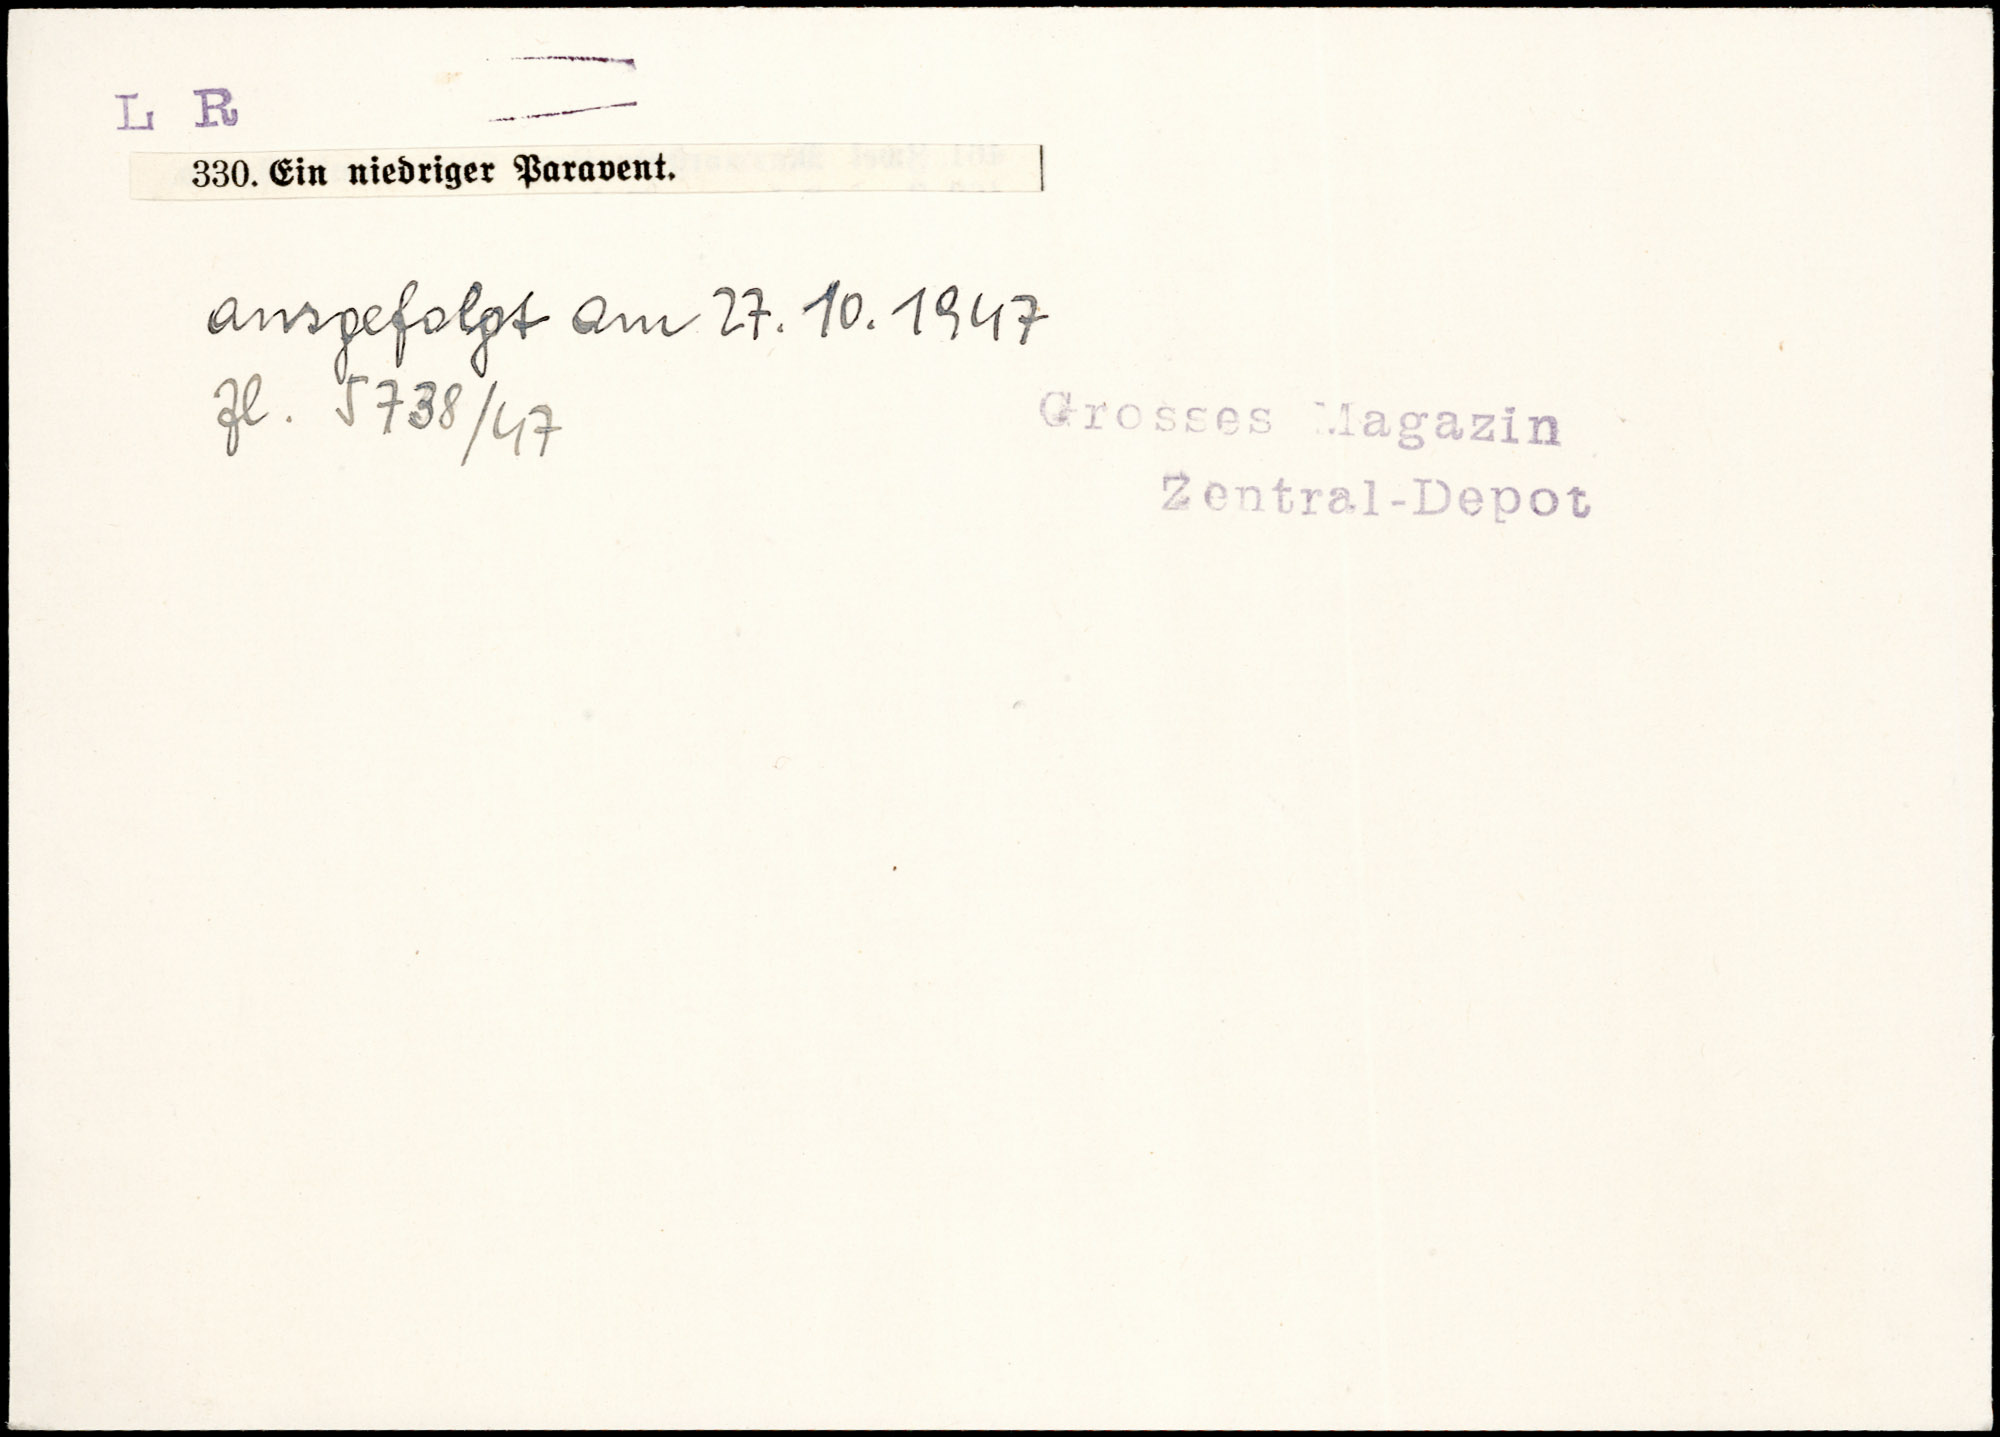 L R
330. Ein niedriger Paravent.
ausgefolgt am 27. 10. 1947
Zl. 5738/47
Grosses Magazin
Zentral-Depot